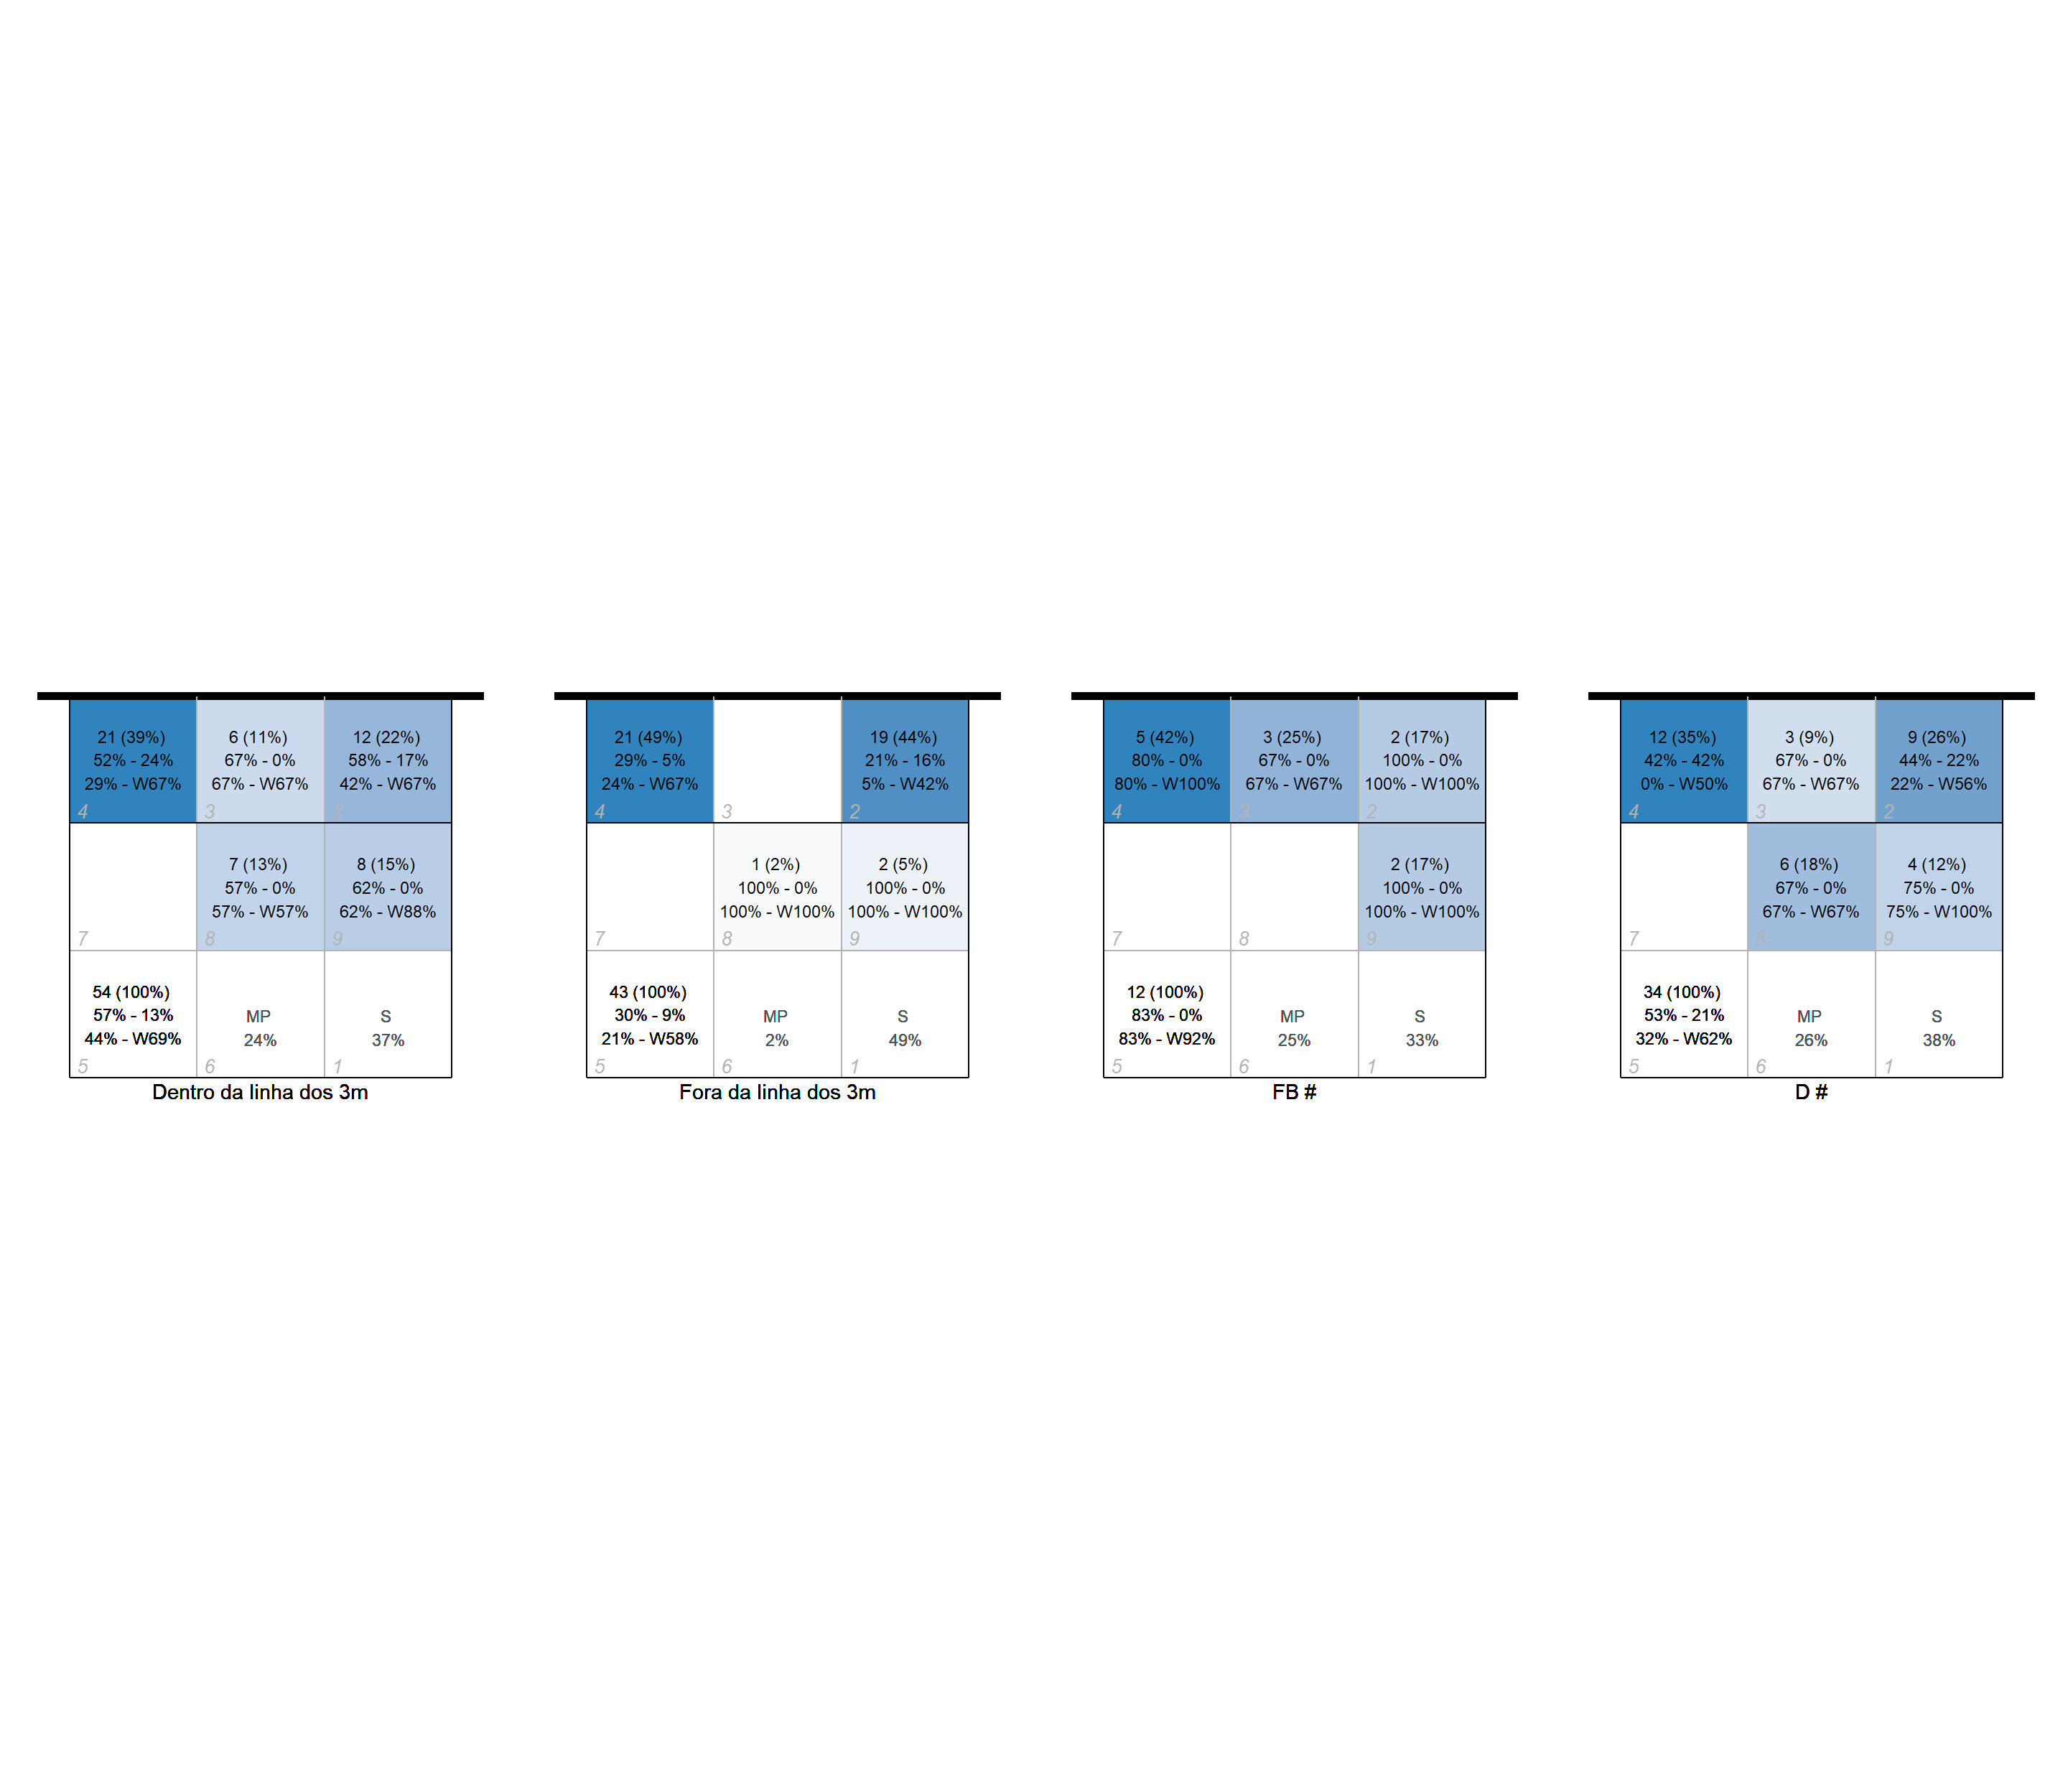 21 (39%)
52% - 24%
29% - W67%
4
6 (11%)
67% - 0%
67% - W67%
3
12 (22%)
58% - 17%
42% - W67%
2
7
7 (13%)
57% - 0%
57% - W57%
8
8 (15%)
62% - 0%
62% - W88%
9
54 (100%)
57% - 13%
44% - W69%
5
MP
24%
6
S
37%
1
Dentro da linha dos 3m
21 (49%)
29% - 5%
24% - W67%
4
3
19 (44%)
21% - 16%
5% - W42%
2
7
1 (2%)
100% - 0%
100% - W100%
8
2 (5%)
100% - 0%
100% - W100%
9
43 (100%)
30% - 9%
21% - W58%
5
MP
2%
6
S
49%
1
Fora da linha dos 3m
5 (42%)
80% - 0%
80% - W100%
4
3 (25%)
67% - 0%
67% - W67%
3
2 (17%)
100% - 0%
100% - W100%
2
7
8
2 (17%)
100% - 0%
100% - W100%
9
12 (100%)
83% - 0%
83% - W92%
5
MP
25%
6
S
33%
1
FB #
12 (35%)
42% - 42%
0% - W50%
4
3 (9%)
67% - 0%
67% - W67%
3
9 (26%)
44% - 22%
22% - W56%
2
7
6 (18%)
67% - 0%
67% - W67%
8
4 (12%)
75% - 0%
75% - W100%
9
34 (100%)
53% - 21%
32% - W62%
5
MP
26%
6
S
38%
1
D #